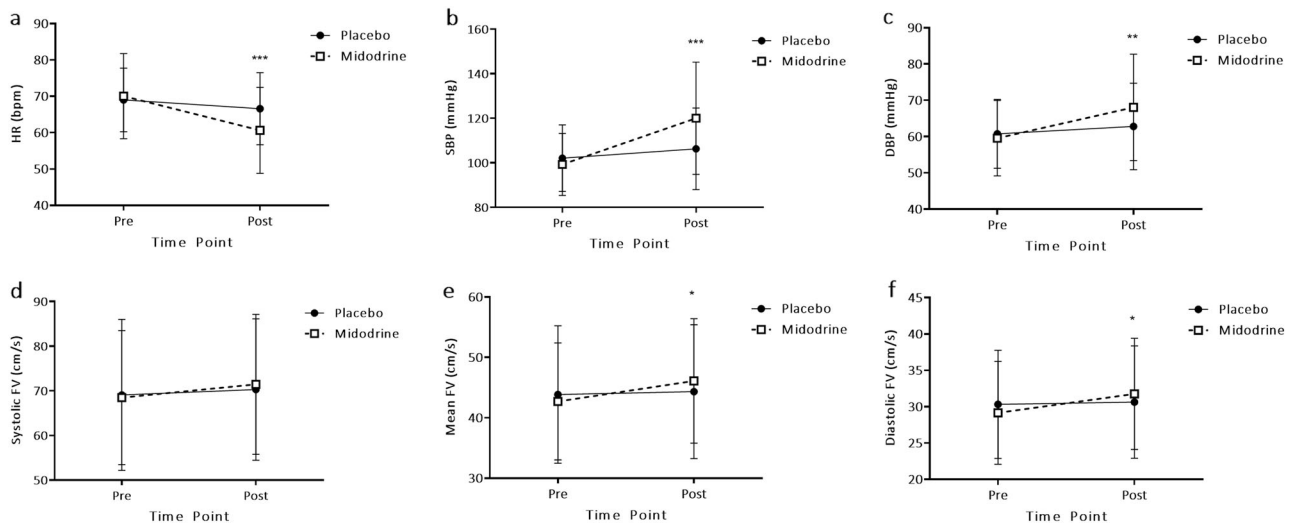 a
90
80
70
60
50
40
HR (bpm)
***
Pre
Post
Time Point
Placebo
Midodrine
b
160
140
120
100
80
SBP (mmHg)
***
Pre
Post
Time Point
Placebo
Midodrine
c
90
80
70
60
50
40
DBP (mmHg)
**
Pre
Post
Time Point
Placebo
Midodrine
d
90
80
70
60
50
Systolic FV (cm/s)
Pre
Post
Time Point
Placebo
Midodrine
e
60
50
40
30
Mean FV (cm/s)
*
Pre
Post
Time Point
Placebo
Midodrine
f
45
40
35
30
25
20
Diastolic FV (cm/s)
*
Pre
Post
Time Point
Placebo
Midodrine